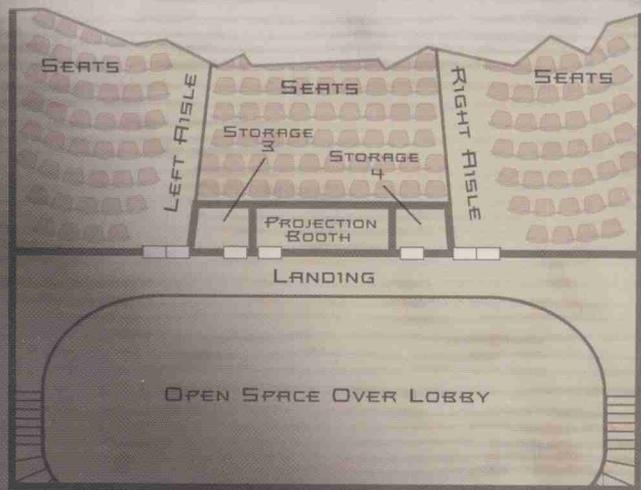 SEATS
SEATS
SEATS
LEFT AISLE
RIGHT AISLE
STORAGE
3
STORAGE
4
PROJECTION
BOOTH
LANDING
OPEN SPACE OVER LOBBY